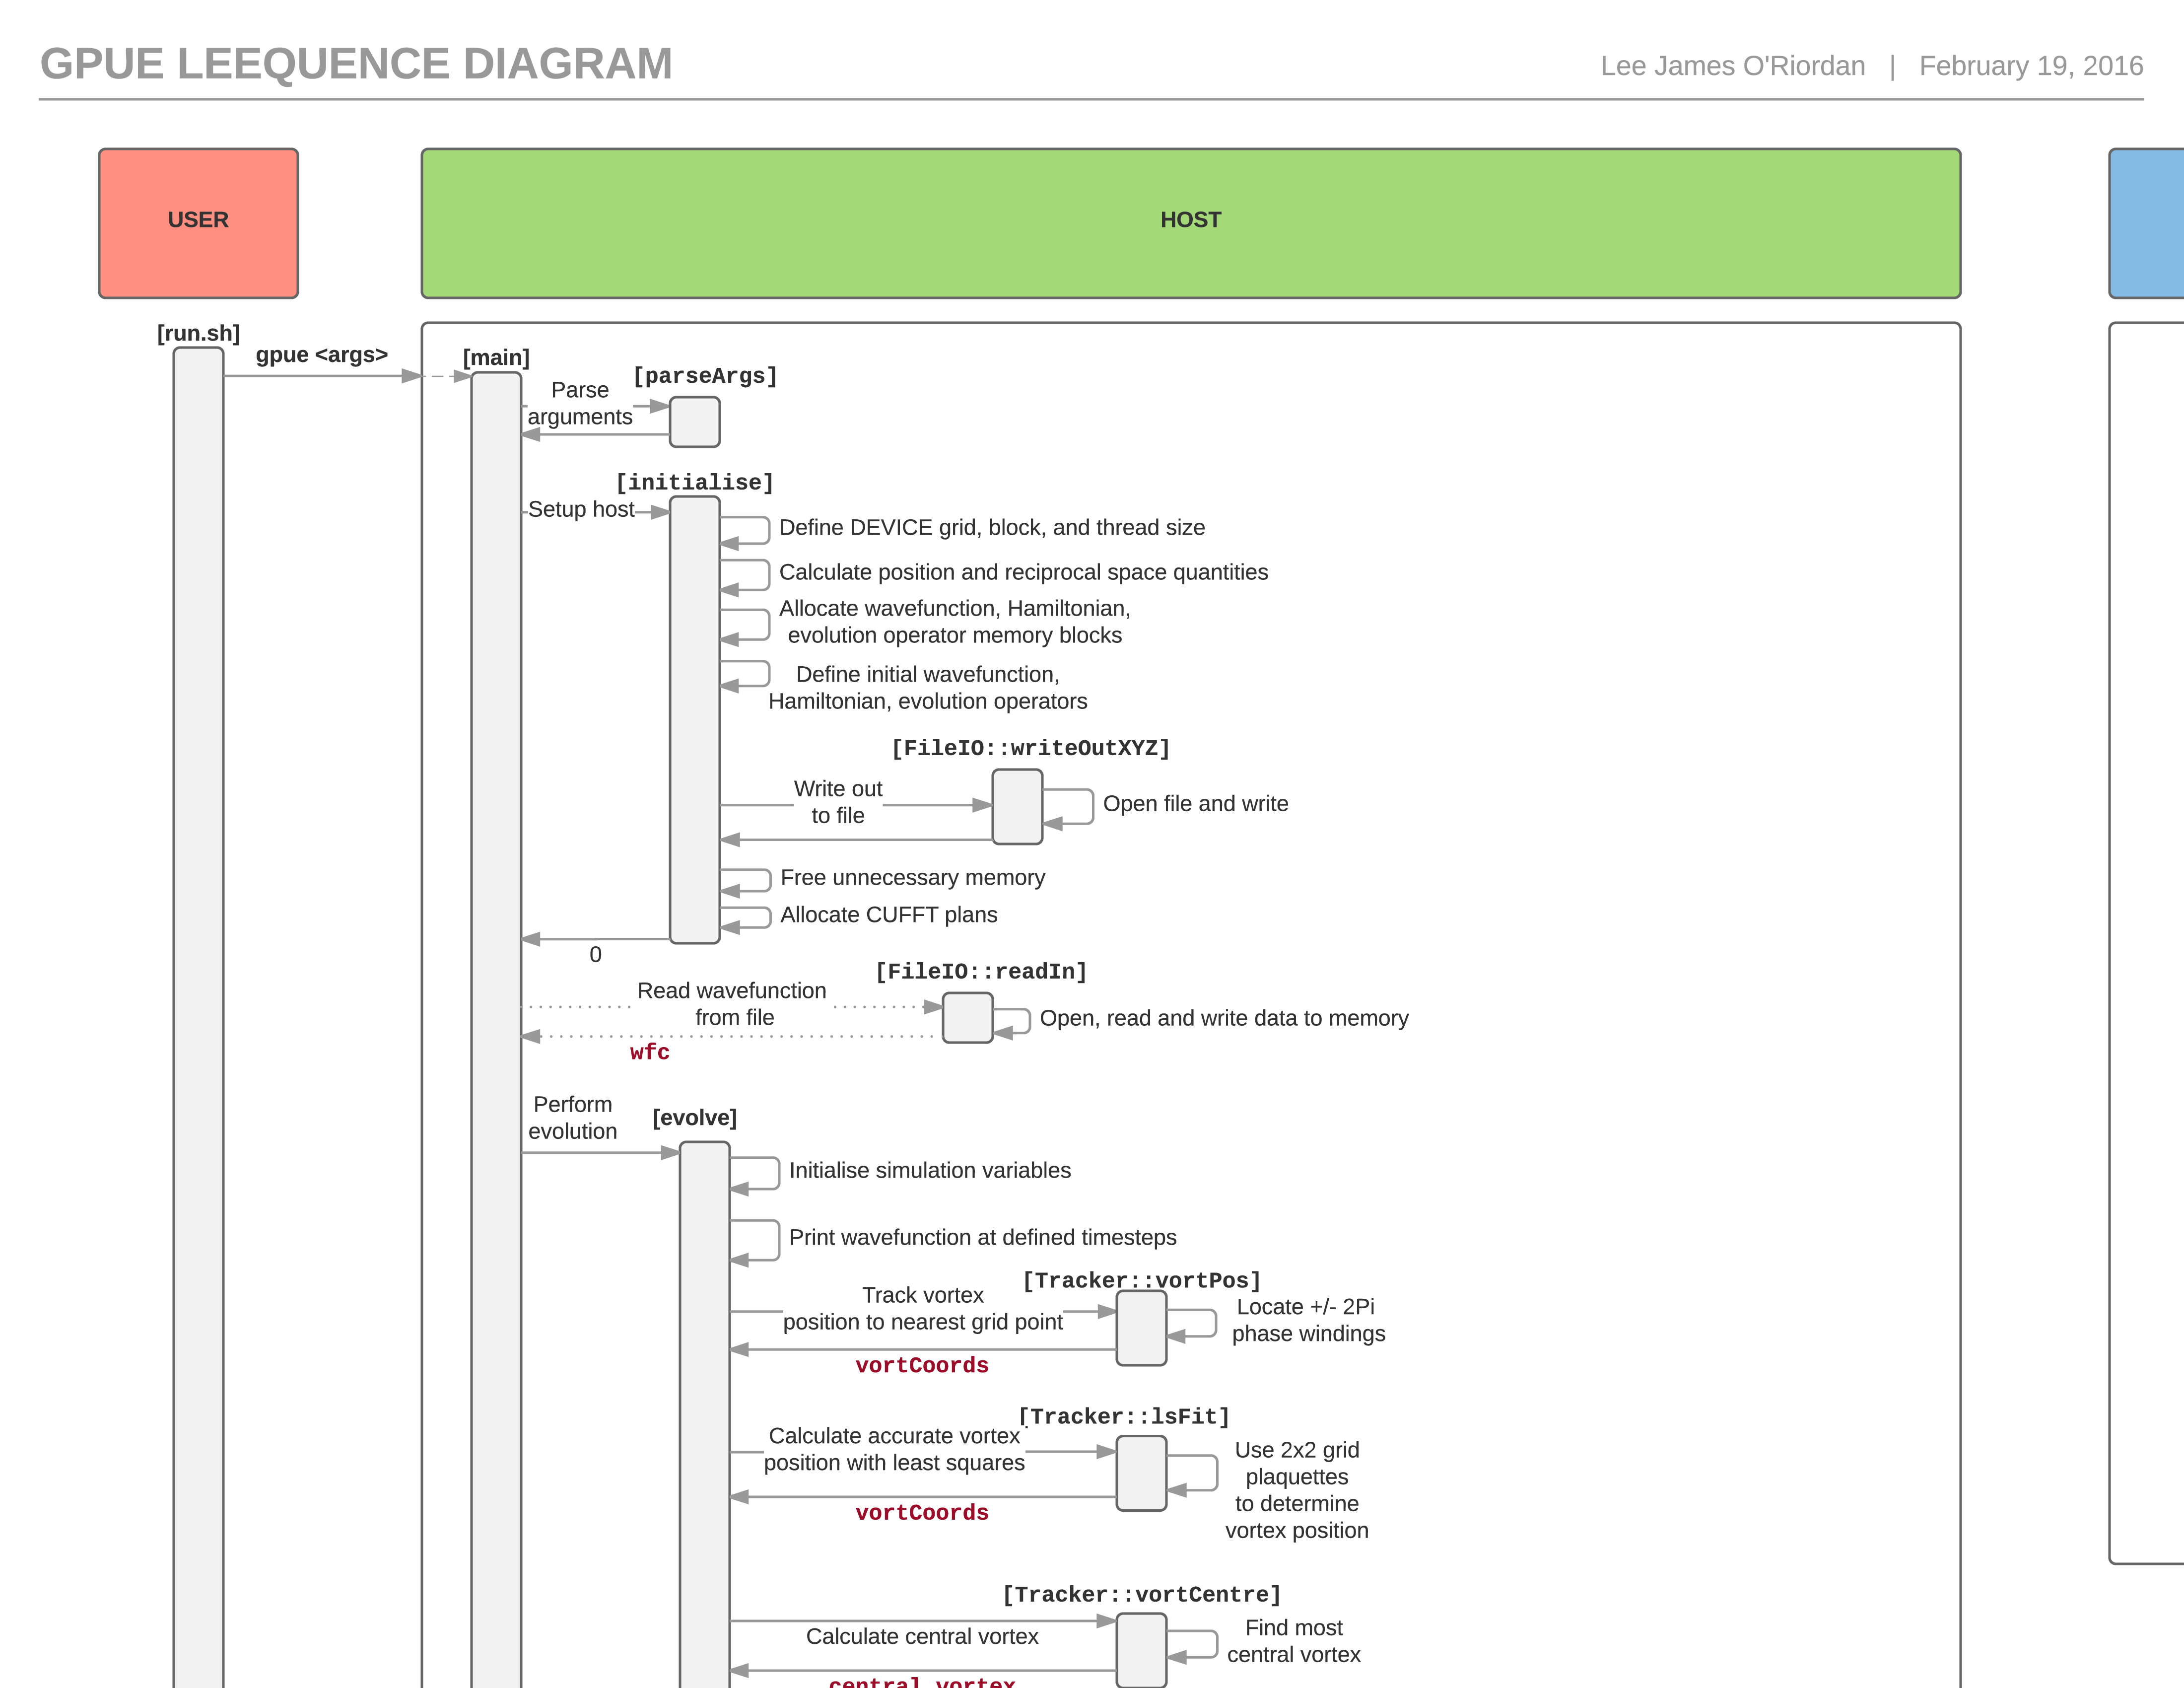 GPUE LEEQUENCE DIAGRAM
Lee James O'Riordan | February 19, 2016
USER
HOST
[run.sh]
gpue <args>
[main]
[parseArgs]
Parse
arguments
[initialise]
Setup host
Define DEVICE grid, block, and thread size
Calculate position and reciprocal space quantities
Allocate wavefunction, Hamiltonian,
evolution operator memory blocks
Define initial wavefunction,
Hamiltonian, evolution operators
[FileIO::writeOutXYZ]
Write out
to file
Open file and write
Free unnecessary memory
Allocate CUFFT plans
0
[FileIO::readIn]
Read wavefunction
from file
Open, read and write data to memory
wfc
Perform
evolution
[evolve]
Initialise simulation variables
Print wavefunction at defined timesteps
[Tracker::vortPos]
Track vortex
position to nearest grid point
Locate +/- 2Pi
phase windings
vortCoords
[Tracker::lsFit]
Calculate accurate vortex
position with least squares
Use 2x2 grid
plaquettes
to determine
vortex position
vortCoords
[Tracker::vortCentre]
Calculate central vortex
Find most
central vortex
central vortex